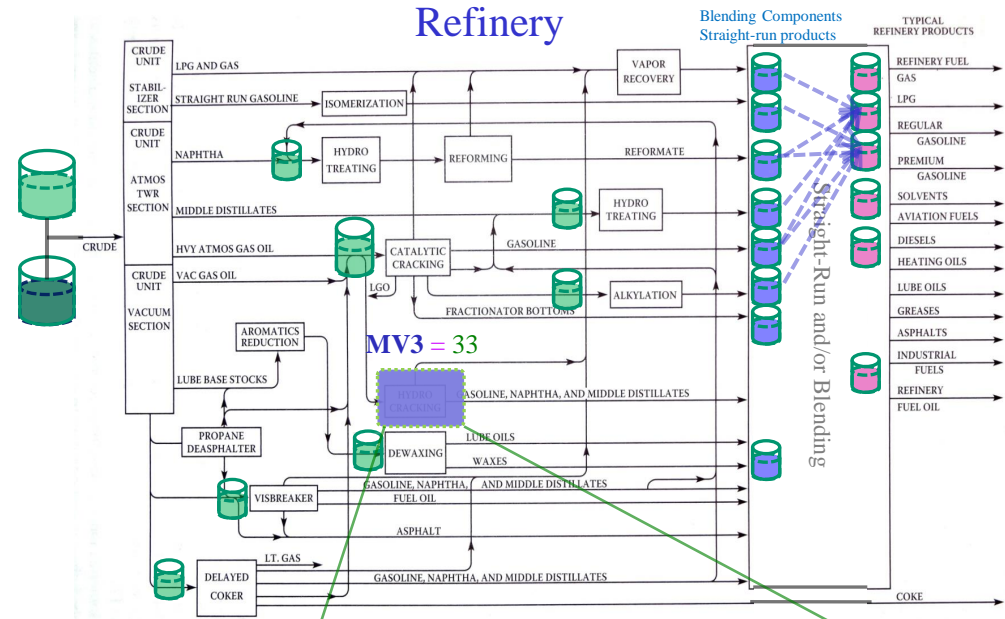 Refinery
Blending Components
Straight-run products
TYPICAL
REFINERY PRODUCTS
CRUDE
UNIT
STABIL-
IZER
SECTION
LPG AND GAS
STRAIGHT RUN GASOLINE
ISOMERIZATION
VAPOR
RECOVERY
REFINERY FUEL
GAS
LPG
REGULAR
GASOLINE
PREMIUM
GASOLINE
SOLVENTS
AVIATION FUELS
DIESELS
HEATING OILS
LUBE OILS
GREASES
ASPHALTS
INDUSTRIAL
FUELS
REFINERY
FUEL OIL
COKE
CRUDE
UNIT
ATMOS
TWR
SECTION
NAPHTHA
HYDRO
TREATING
REFORMING
REFORMATE
MIDDLE DISTILLATES
HYDRO
TREATING
HVY ATMOS GAS OIL
CATALYTIC
CRACKING
GASOLINE
CRUDE
CRUDE
UNIT
VACUUM
SECTION
VAC GAS OIL
LGO
ALKYLATION
FRACTIONATOR BOTTOMS
AROMATICS
REDUCTION
MV3 = 33
LUBE BASE STOCKS
HYDRO
CRACKING
GASOLINE, NAPHTHA, AND MIDDLE DISTILLATES
PROPANE
DEASPHALTER
DEWAXING
LUBE OILS
WAXES
VISBREAKER
GASOLINE, NAPHTHA, AND MIDDLE DISTILLATES
FUEL OIL
ASPHALT
LT. GAS
DELAYED
COKER
GASOLINE, NAPHTHA, AND MIDDLE DISTILLATES
Straight-Run and/or Blending